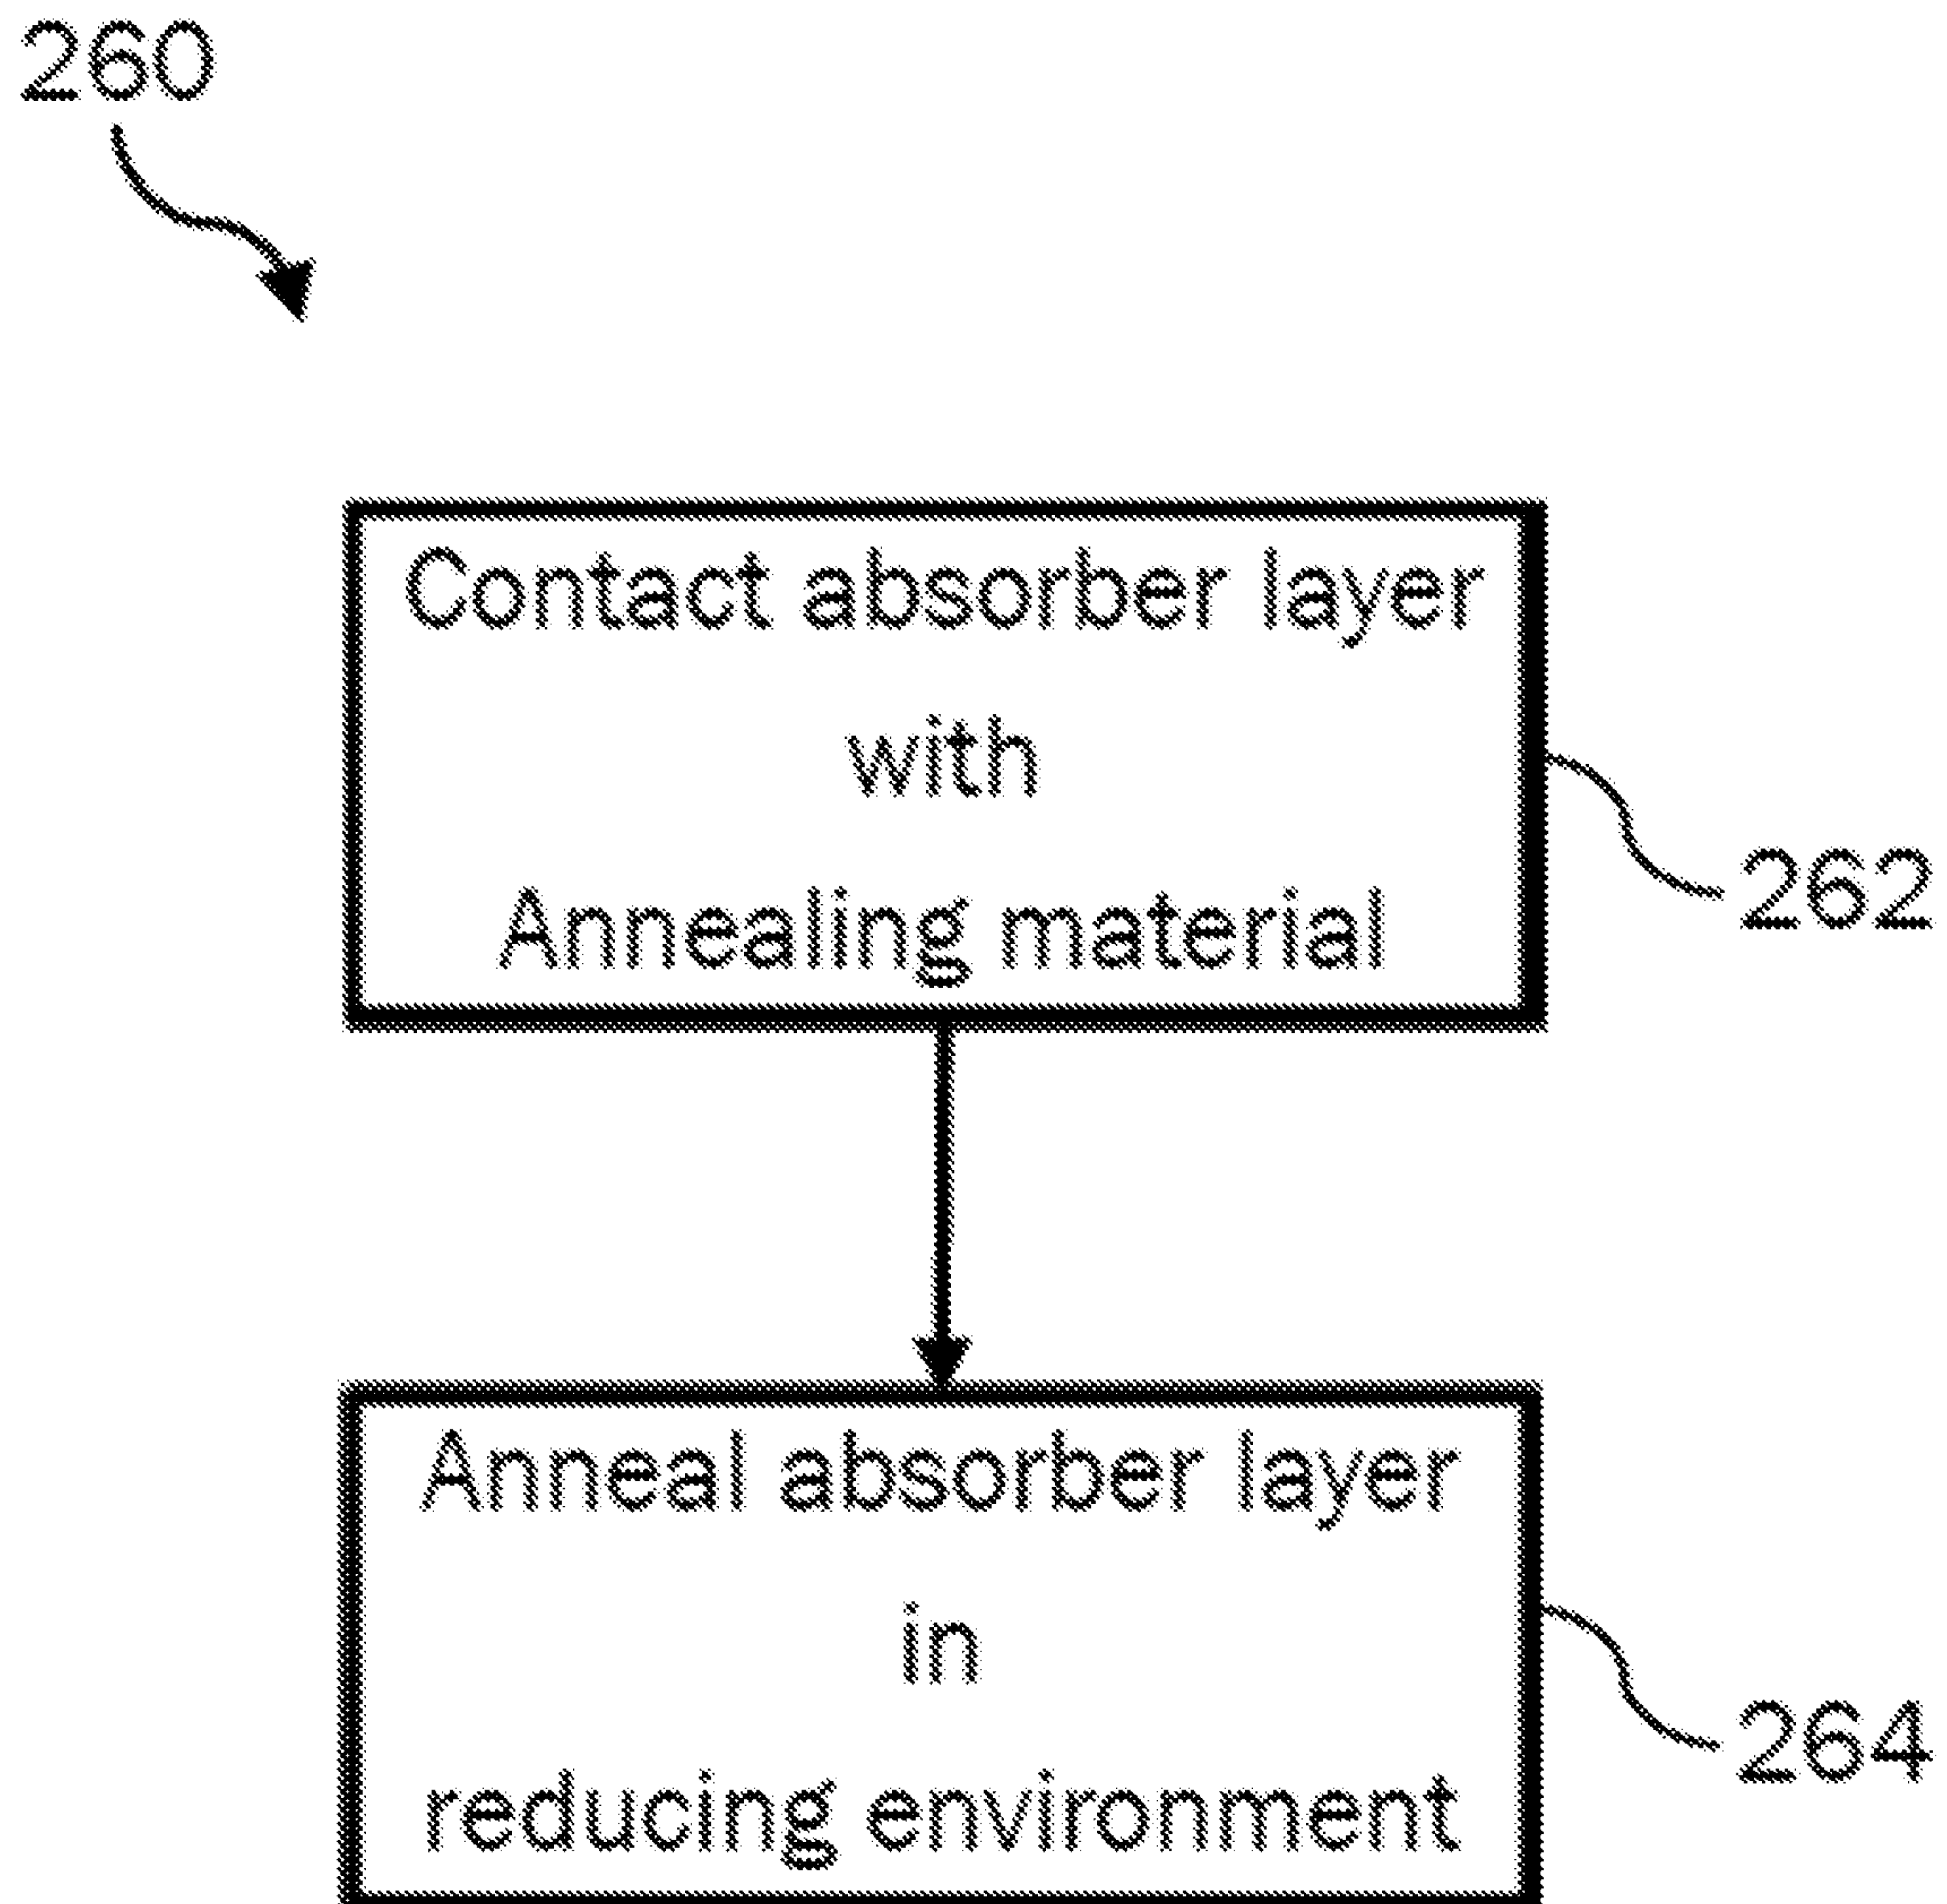 260
Contact absorber layer
with
Annealing material
262
Anneal absorber layer
in
reducing environment
264